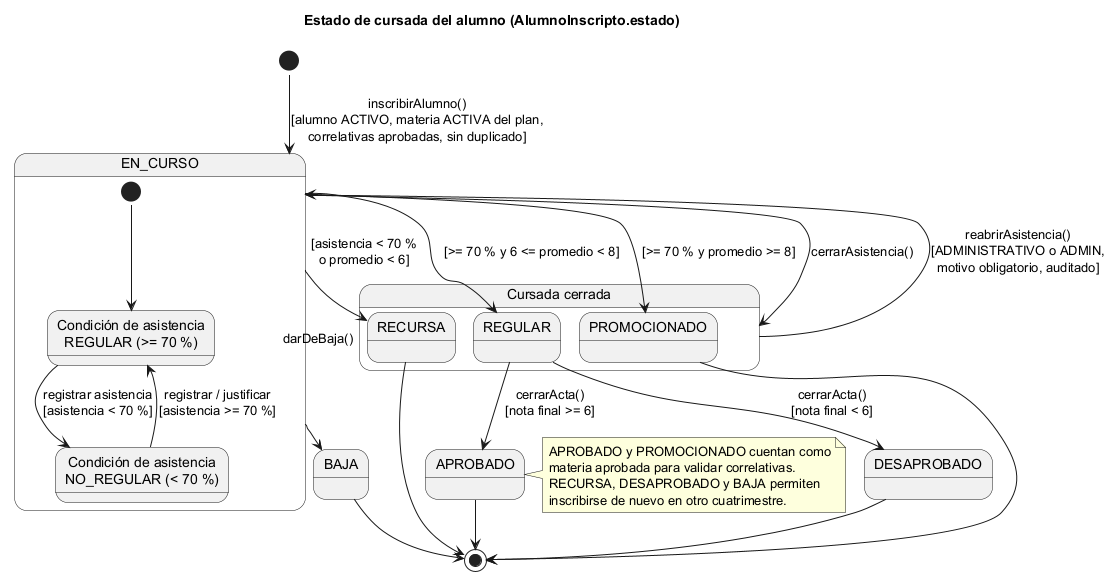 Estado de cursada del alumno (AlumnoInscripto.estado)
inscribirAlumno()
[alumno ACTIVO, materia ACTIVA del plan,
correlativas aprobadas, sin duplicado]
EN_CURSO
Condición de asistencia
REGULAR (>= 70 %)
registrar asistencia
[asistencia < 70 %]
registrar / justificar
[asistencia >= 70 %]
Condición de asistencia
NO_REGULAR (< 70 %)
[asistencia < 70 %
o promedio < 6]
[>= 70 % y 6 <= promedio < 8]
[>= 70 % y promedio >= 8]
cerrarAsistencia()
reabrirAsistencia()
[ADMINISTRATIVO o ADMIN,
motivo obligatorio, auditado]
Cursada cerrada
RECURSA
REGULAR
PROMOCIONADO
darDeBaja()
cerrarActa()
[nota final >= 6]
cerrarActa()
[nota final < 6]
BAJA
APROBADO
APROBADO y PROMOCIONADO cuentan como
materia aprobada para validar correlativas.
RECURSA, DESAPROBADO y BAJA permiten
inscribirse de nuevo en otro cuatrimestre.
DESAPROBADO